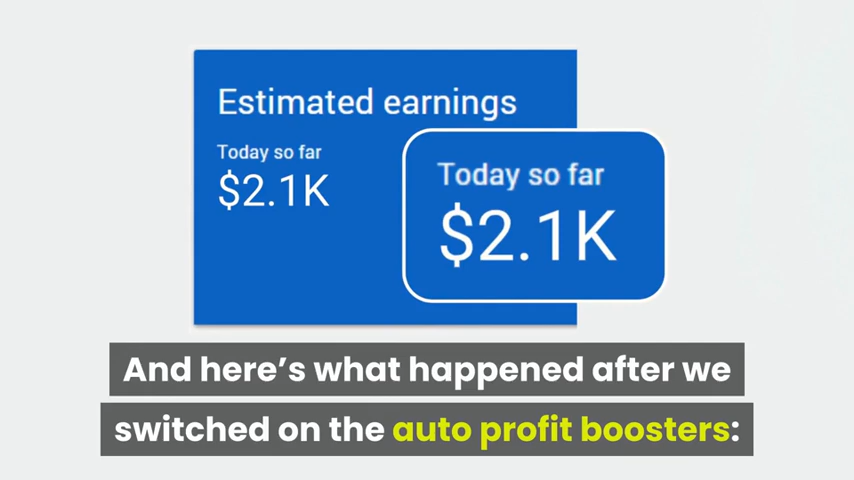 Estimated earnings
Today so far
$2.1K
Today so far
$2.1K
And here's what happened after we
switched on the auto profit boosters: